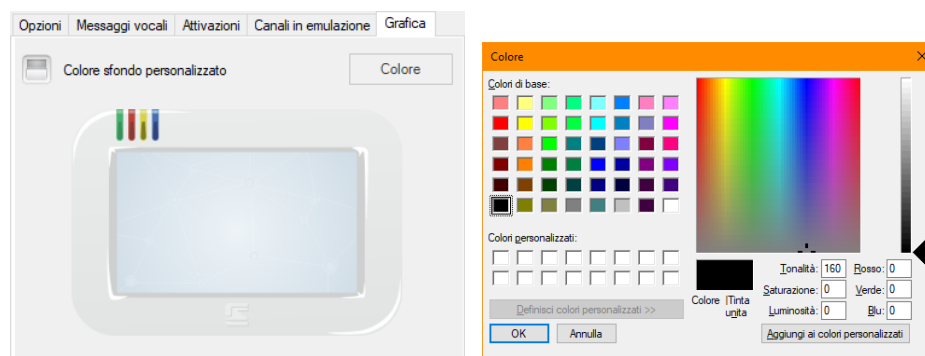 Opzioni Messaggi vocali Attivazioni Canali in emulazione Grafica
Colore sfondo personalizzato Colore
Colore
Colori di base:
Colori personalizzati:
Definisci colori personalizzati >>
OK Annulla
Colore |Tinta
unita
Tonalità: 160 Rosso: 0
Saturazione: 0 Verde: 0
Luminosità: 0 Blu: 0
Aggiungi ai colori personalizzati